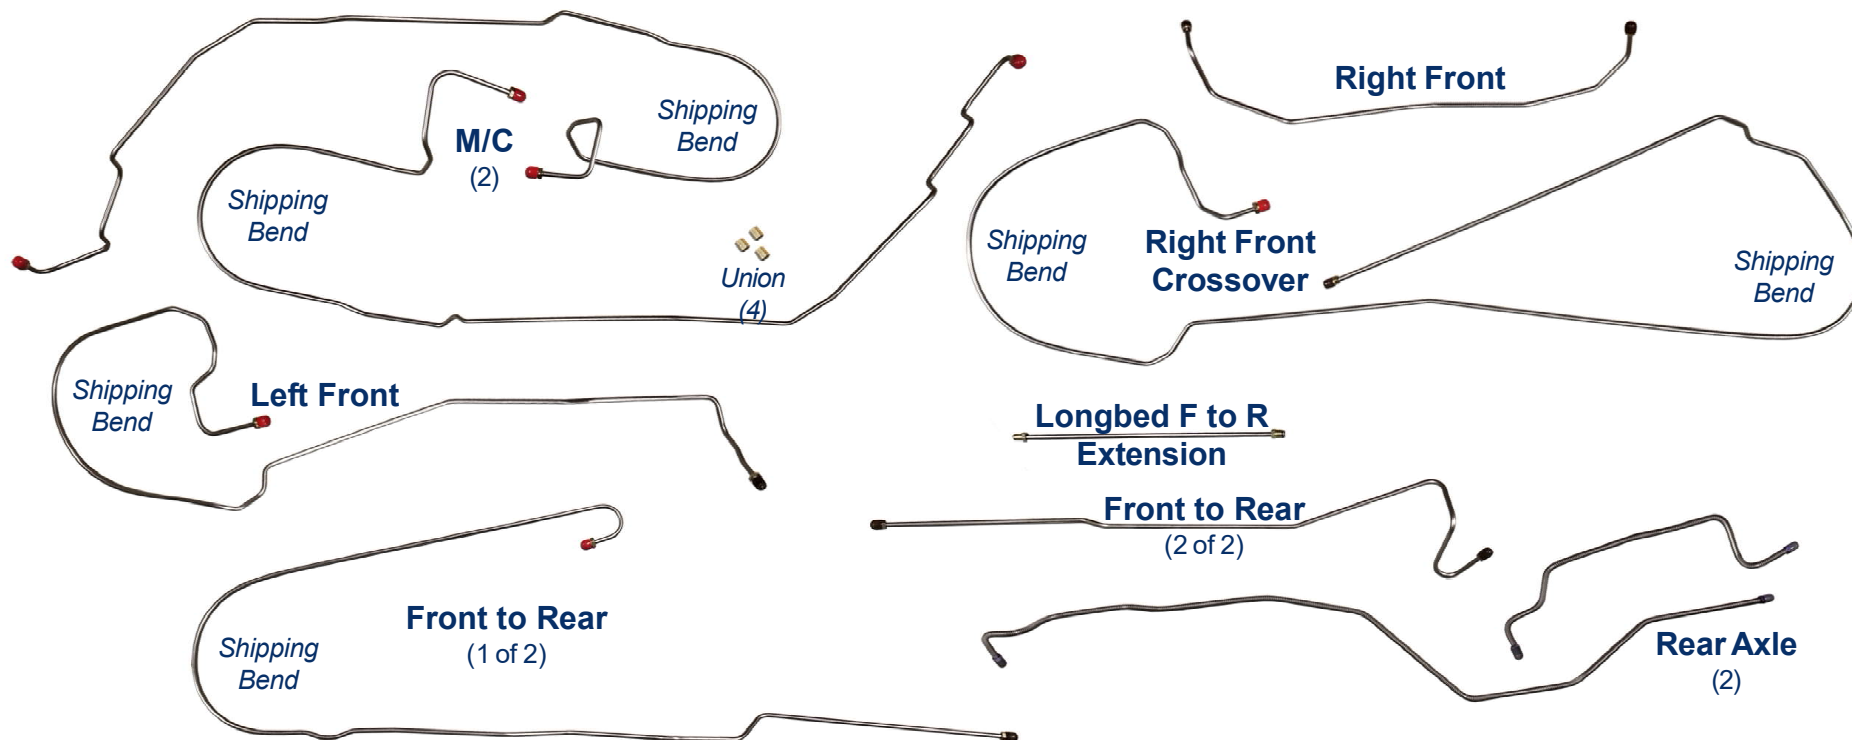 Right Front
Shipping
Bend
M/C
(2)
Shipping
Bend
Union
(4)
Shipping
Bend
Right Front
Crossover
Shipping
Bend
Shipping
Bend
Left Front
Longbed F to R
Extension
Front to Rear
(2 of 2)
Front to Rear
(1 of 2)
Shipping
Bend
Rear Axle
(2)